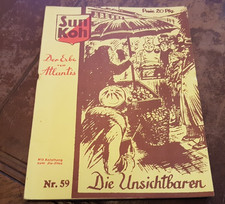 Sun
Koh
Preis 20 Pfg.
Der Erbe
von
Atlantis
Nr. 59
Die Unsichtbaren